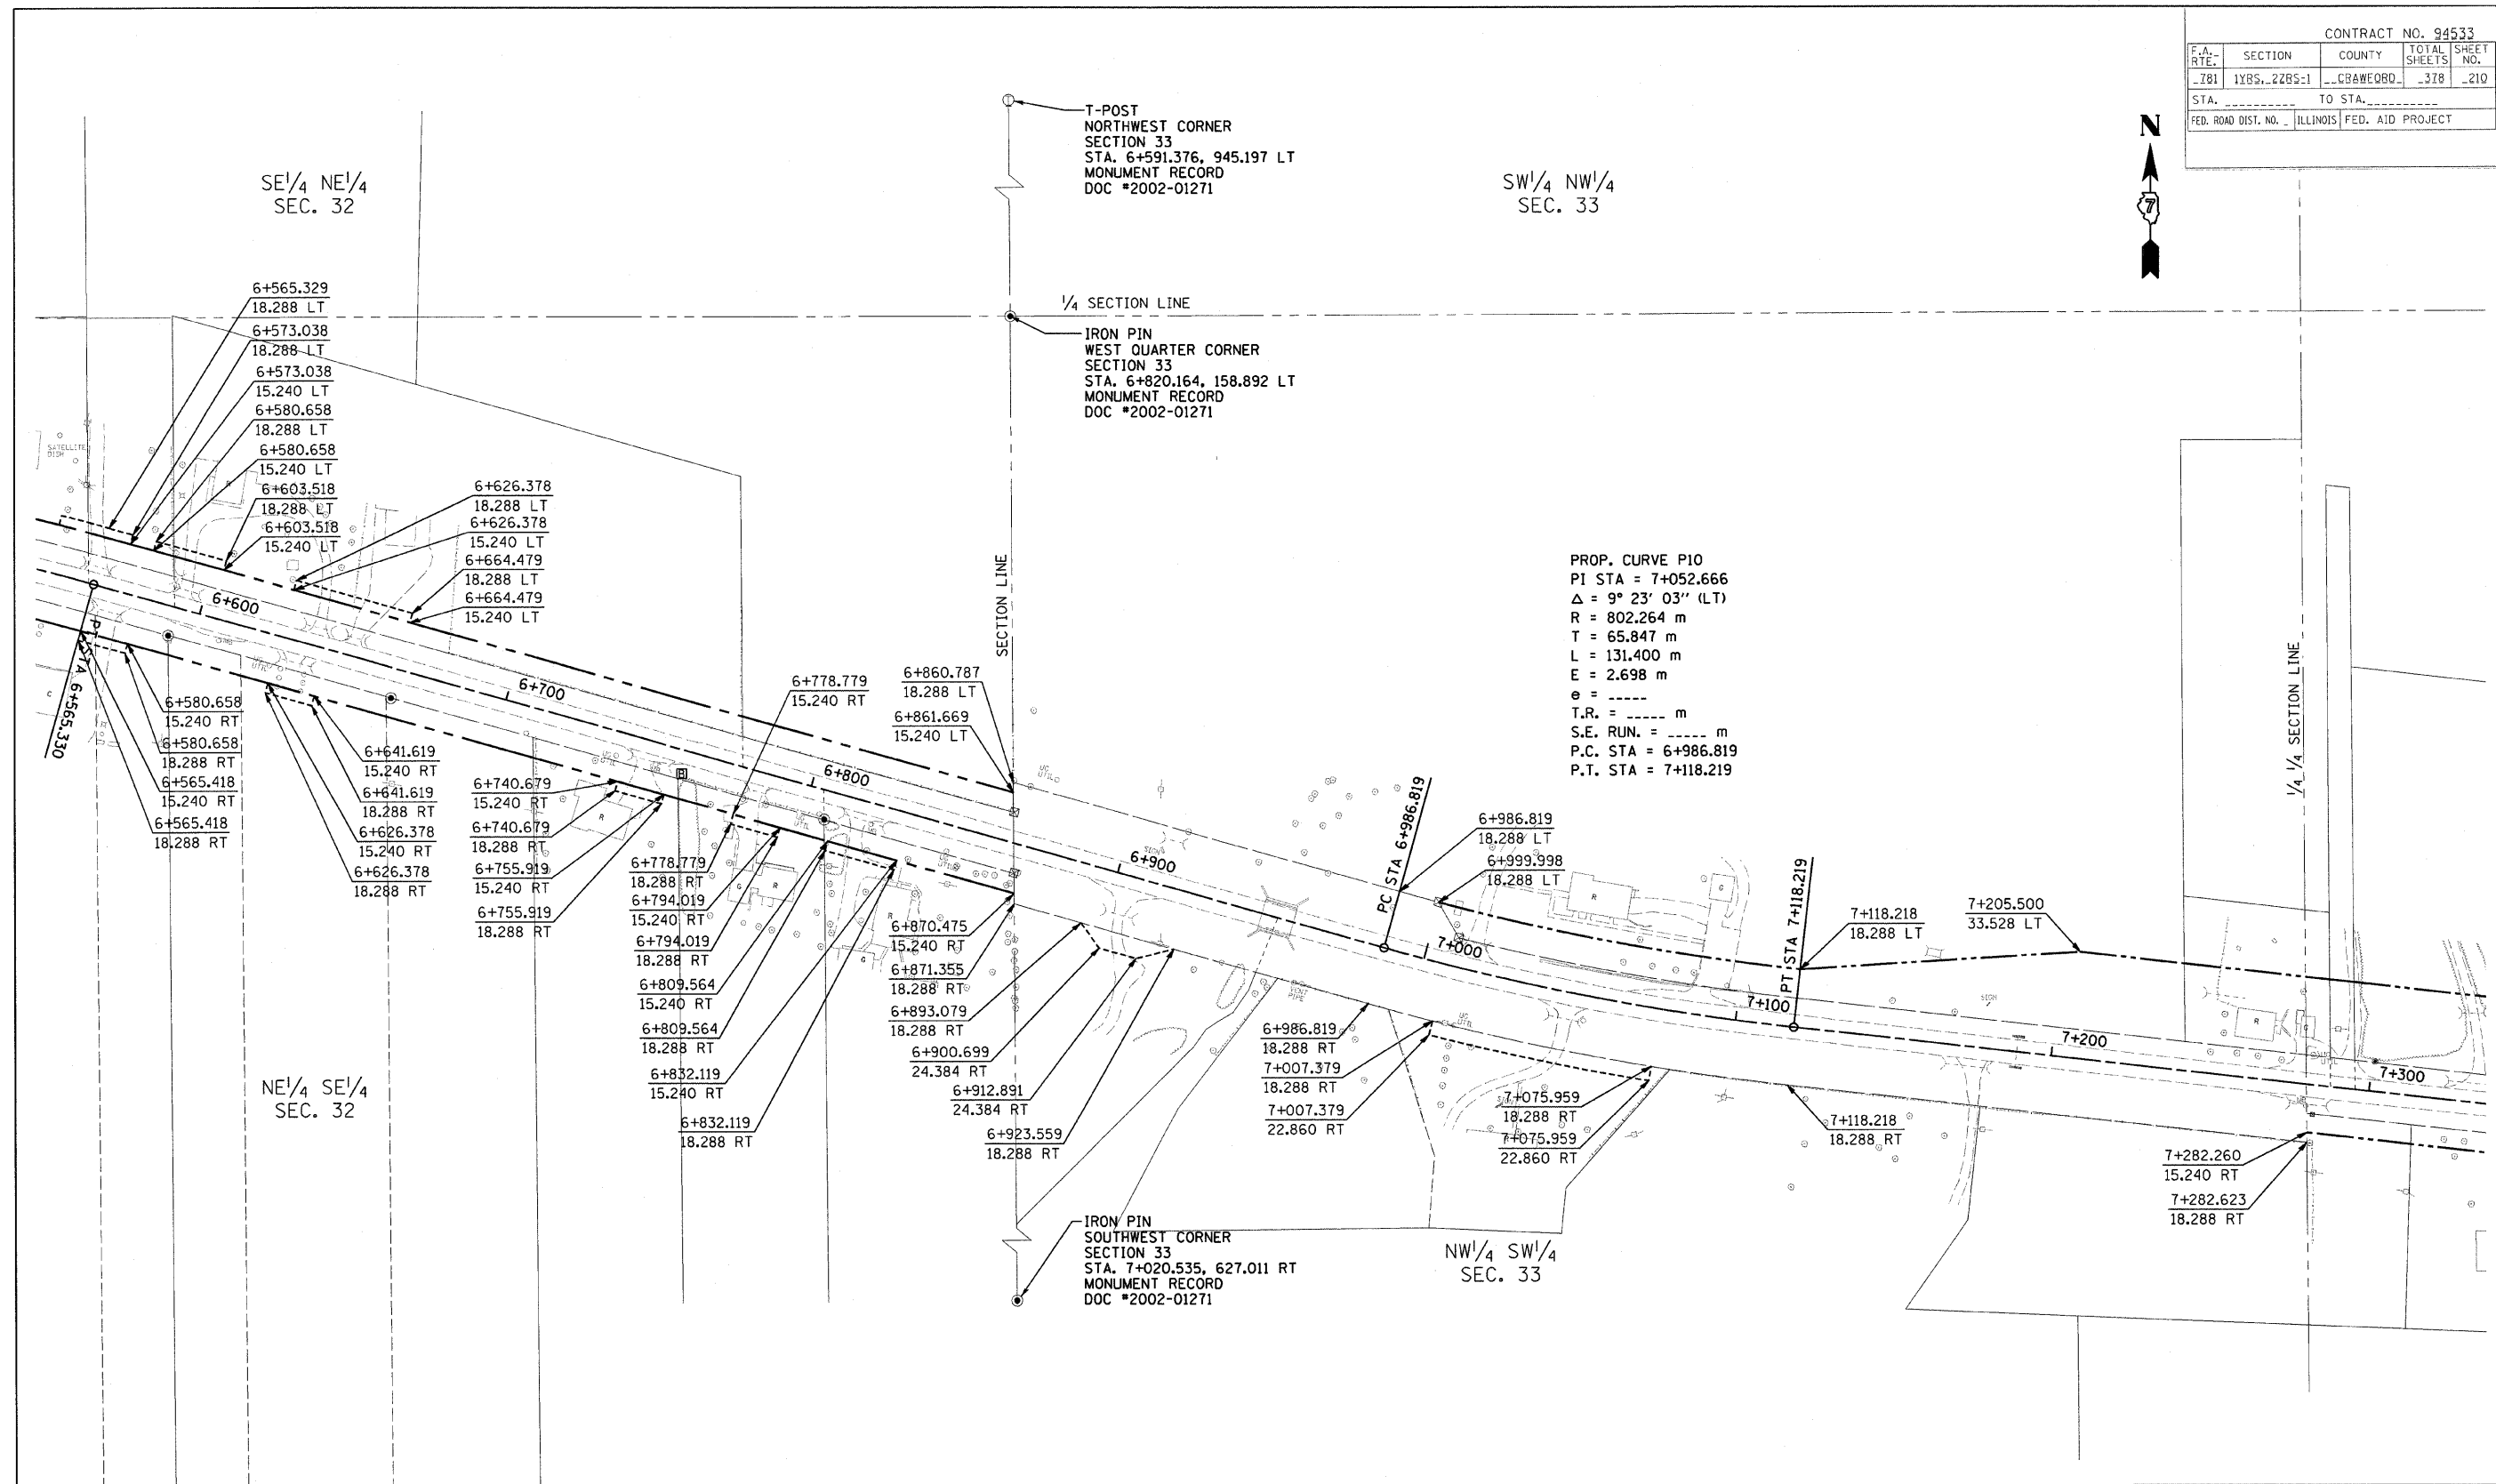 CONTRACT NO. 94533
F.A. RTE. SECTION COUNTY TOTAL SHEETS SHEET NO.
781 1YBS, 2ZBS-1 CRAWFORD 378 210
STA. __________ TO STA. __________
FED. ROAD DIST. NO. _ ILLINOIS FED. AID PROJECT
N
7
T-POST
NORTHWEST CORNER
SECTION 33
STA. 6+591.376, 945.197 LT
MONUMENT RECORD
DOC #2002-01271
SE1/4 NE1/4
SEC. 32
SW1/4 NW1/4
SEC. 33
1/4 SECTION LINE
IRON PIN
WEST QUARTER CORNER
SECTION 33
STA. 6+820.164, 158.892 LT
MONUMENT RECORD
DOC #2002-01271
6+565.329
18.288 LT
6+573.038
18.288 LT
6+573.038
15.240 LT
6+580.658
18.288 LT
6+580.658
15.240 LT
6+603.518
18.288 LT
6+603.518
15.240 LT
6+626.378
18.288 LT
6+626.378
15.240 LT
6+664.479
18.288 LT
6+664.479
15.240 LT
SATELLITE
DISH
SECTION LINE
PROP. CURVE P10
PI STA = 7+052.666
Δ = 9° 23' 03'' (LT)
R = 802.264 m
T = 65.847 m
L = 131.400 m
E = 2.698 m
e = _____
T.R. = _____ m
S.E. RUN. = _____ m
P.C. STA = 6+986.819
P.T. STA = 7+118.219
1/4 1/4 SECTION LINE
6+600
6+700
6+800
6+900
7+000
7+100
7+200
7+300
PT STA 6+565.330
PC STA 6+986.819
PT STA 7+118.219
6+778.779
15.240 RT
6+860.787
18.288 LT
6+861.669
15.240 LT
6+986.819
18.288 LT
6+999.998
18.288 LT
7+118.218
18.288 LT
7+205.500
33.528 LT
6+580.658
15.240 RT
6+580.658
18.288 RT
6+565.418
15.240 RT
6+565.418
18.288 RT
6+641.619
15.240 RT
6+641.619
18.288 RT
6+626.378
15.240 RT
6+626.378
18.288 RT
6+740.679
15.240 RT
6+740.679
18.288 RT
6+755.919
15.240 RT
6+755.919
18.288 RT
6+778.779
18.288 RT
6+794.019
15.240 RT
6+794.019
18.288 RT
6+809.564
15.240 RT
6+809.564
18.288 RT
6+832.119
15.240 RT
6+832.119
18.288 RT
6+870.475
15.240 RT
6+871.355
18.288 RT
6+893.079
18.288 RT
6+900.699
24.384 RT
6+912.891
24.384 RT
6+923.559
18.288 RT
6+986.819
18.288 RT
7+007.379
18.288 RT
7+007.379
22.860 RT
7+075.959
18.288 RT
7+075.959
22.860 RT
7+118.218
18.288 RT
7+282.260
15.240 RT
7+282.623
18.288 RT
SIGN
VENT
PIPE
UG
UTIL
SIGN
B
R
G
C
NE1/4 SE1/4
SEC. 32
IRON PIN
SOUTHWEST CORNER
SECTION 33
STA. 7+020.535, 627.011 RT
MONUMENT RECORD
DOC #2002-01271
NW1/4 SW1/4
SEC. 33